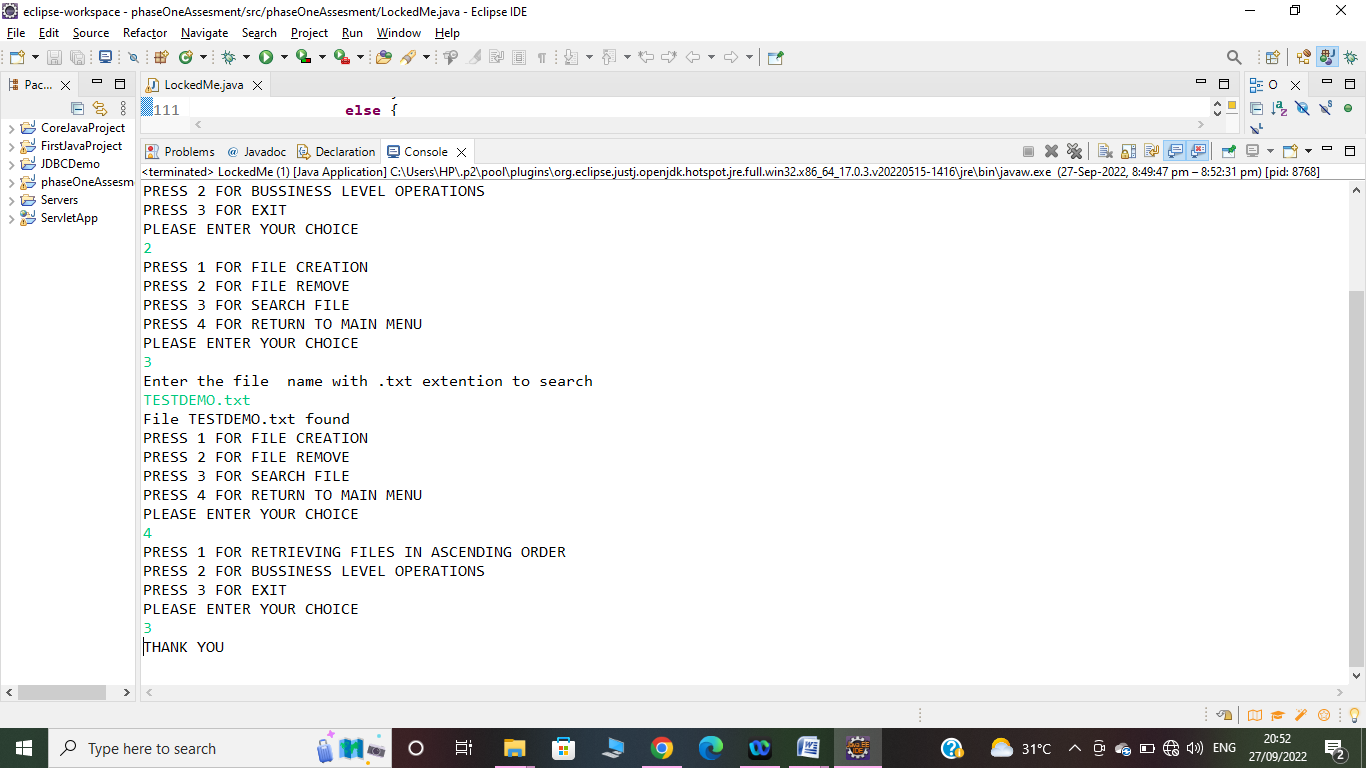 eclipse-workspace - phaseOneAssesment/src/phaseOneAssesment/LockedMe.java - Eclipse IDE
File Edit Source Refactor Navigate Search Project Run Window Help
Pac...
LockedMe.java
O
111 else {
CoreJavaProject
FirstJavaProject
JDBCDemo
phaseOneAssesm
Servers
ServletApp
Problems @ Javadoc Declaration Console
<terminated> LockedMe (1) [Java Application] C:\Users\HP\.p2\pool\plugins\org.eclipse.justj.openjdk.hotspot.jre.full.win32.x86_64_17.0.3.v20220515-1416\jre\bin\javaw.exe (27-Sep-2022, 8:49:47 pm – 8:52:31 pm) [pid: 8768]
PRESS 2 FOR BUSSINESS LEVEL OPERATIONS
PRESS 3 FOR EXIT
PLEASE ENTER YOUR CHOICE
2
PRESS 1 FOR FILE CREATION
PRESS 2 FOR FILE REMOVE
PRESS 3 FOR SEARCH FILE
PRESS 4 FOR RETURN TO MAIN MENU
PLEASE ENTER YOUR CHOICE
3
Enter the file  name with .txt extention to search
TESTDEMO.txt
File TESTDEMO.txt found
PRESS 1 FOR FILE CREATION
PRESS 2 FOR FILE REMOVE
PRESS 3 FOR SEARCH FILE
PRESS 4 FOR RETURN TO MAIN MENU
PLEASE ENTER YOUR CHOICE
4
PRESS 1 FOR RETRIEVING FILES IN ASCENDING ORDER
PRESS 2 FOR BUSSINESS LEVEL OPERATIONS
PRESS 3 FOR EXIT
PLEASE ENTER YOUR CHOICE
3
THANK YOU
Type here to search
31°C
ENG
20:52
27/09/2022
2